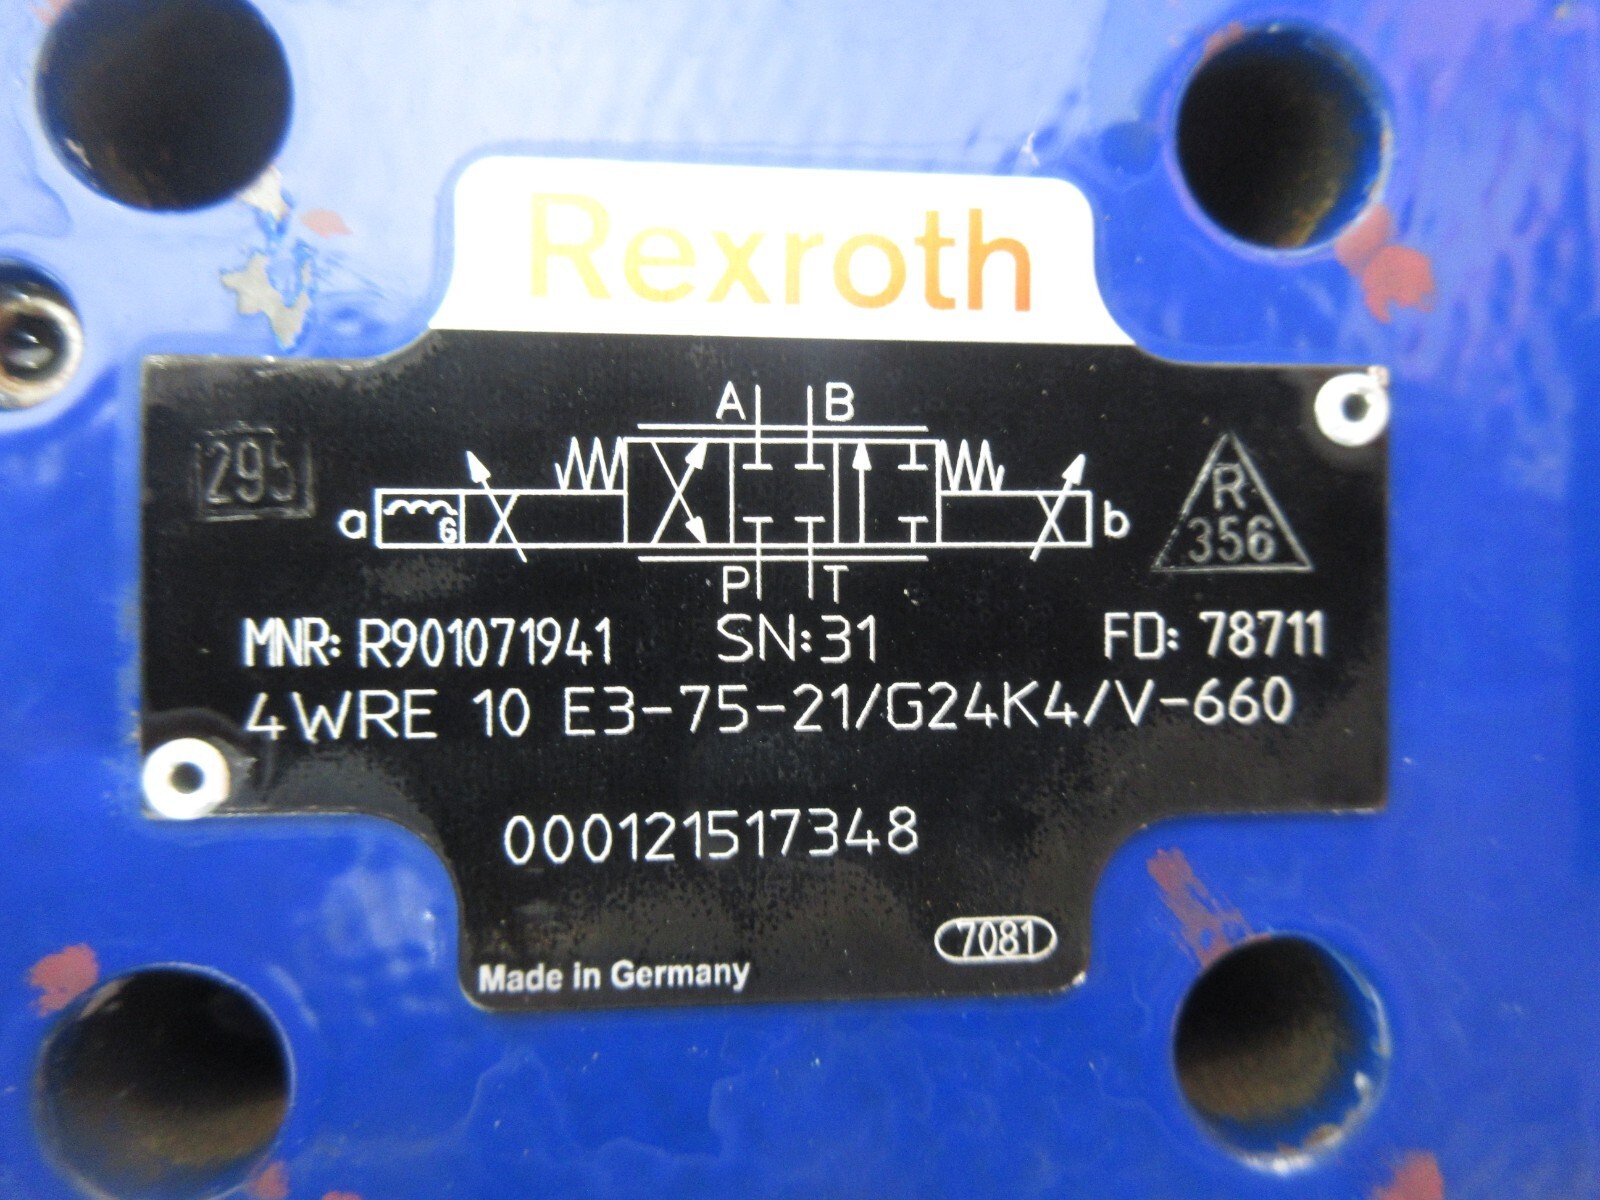 Rexroth
A B
295
R
356
a G b
P T
MNR: R901071941 SN:31 FD: 78711
4WRE 10 E3-75-21/G24K4/V-660
000121517348
7081
Made in Germany